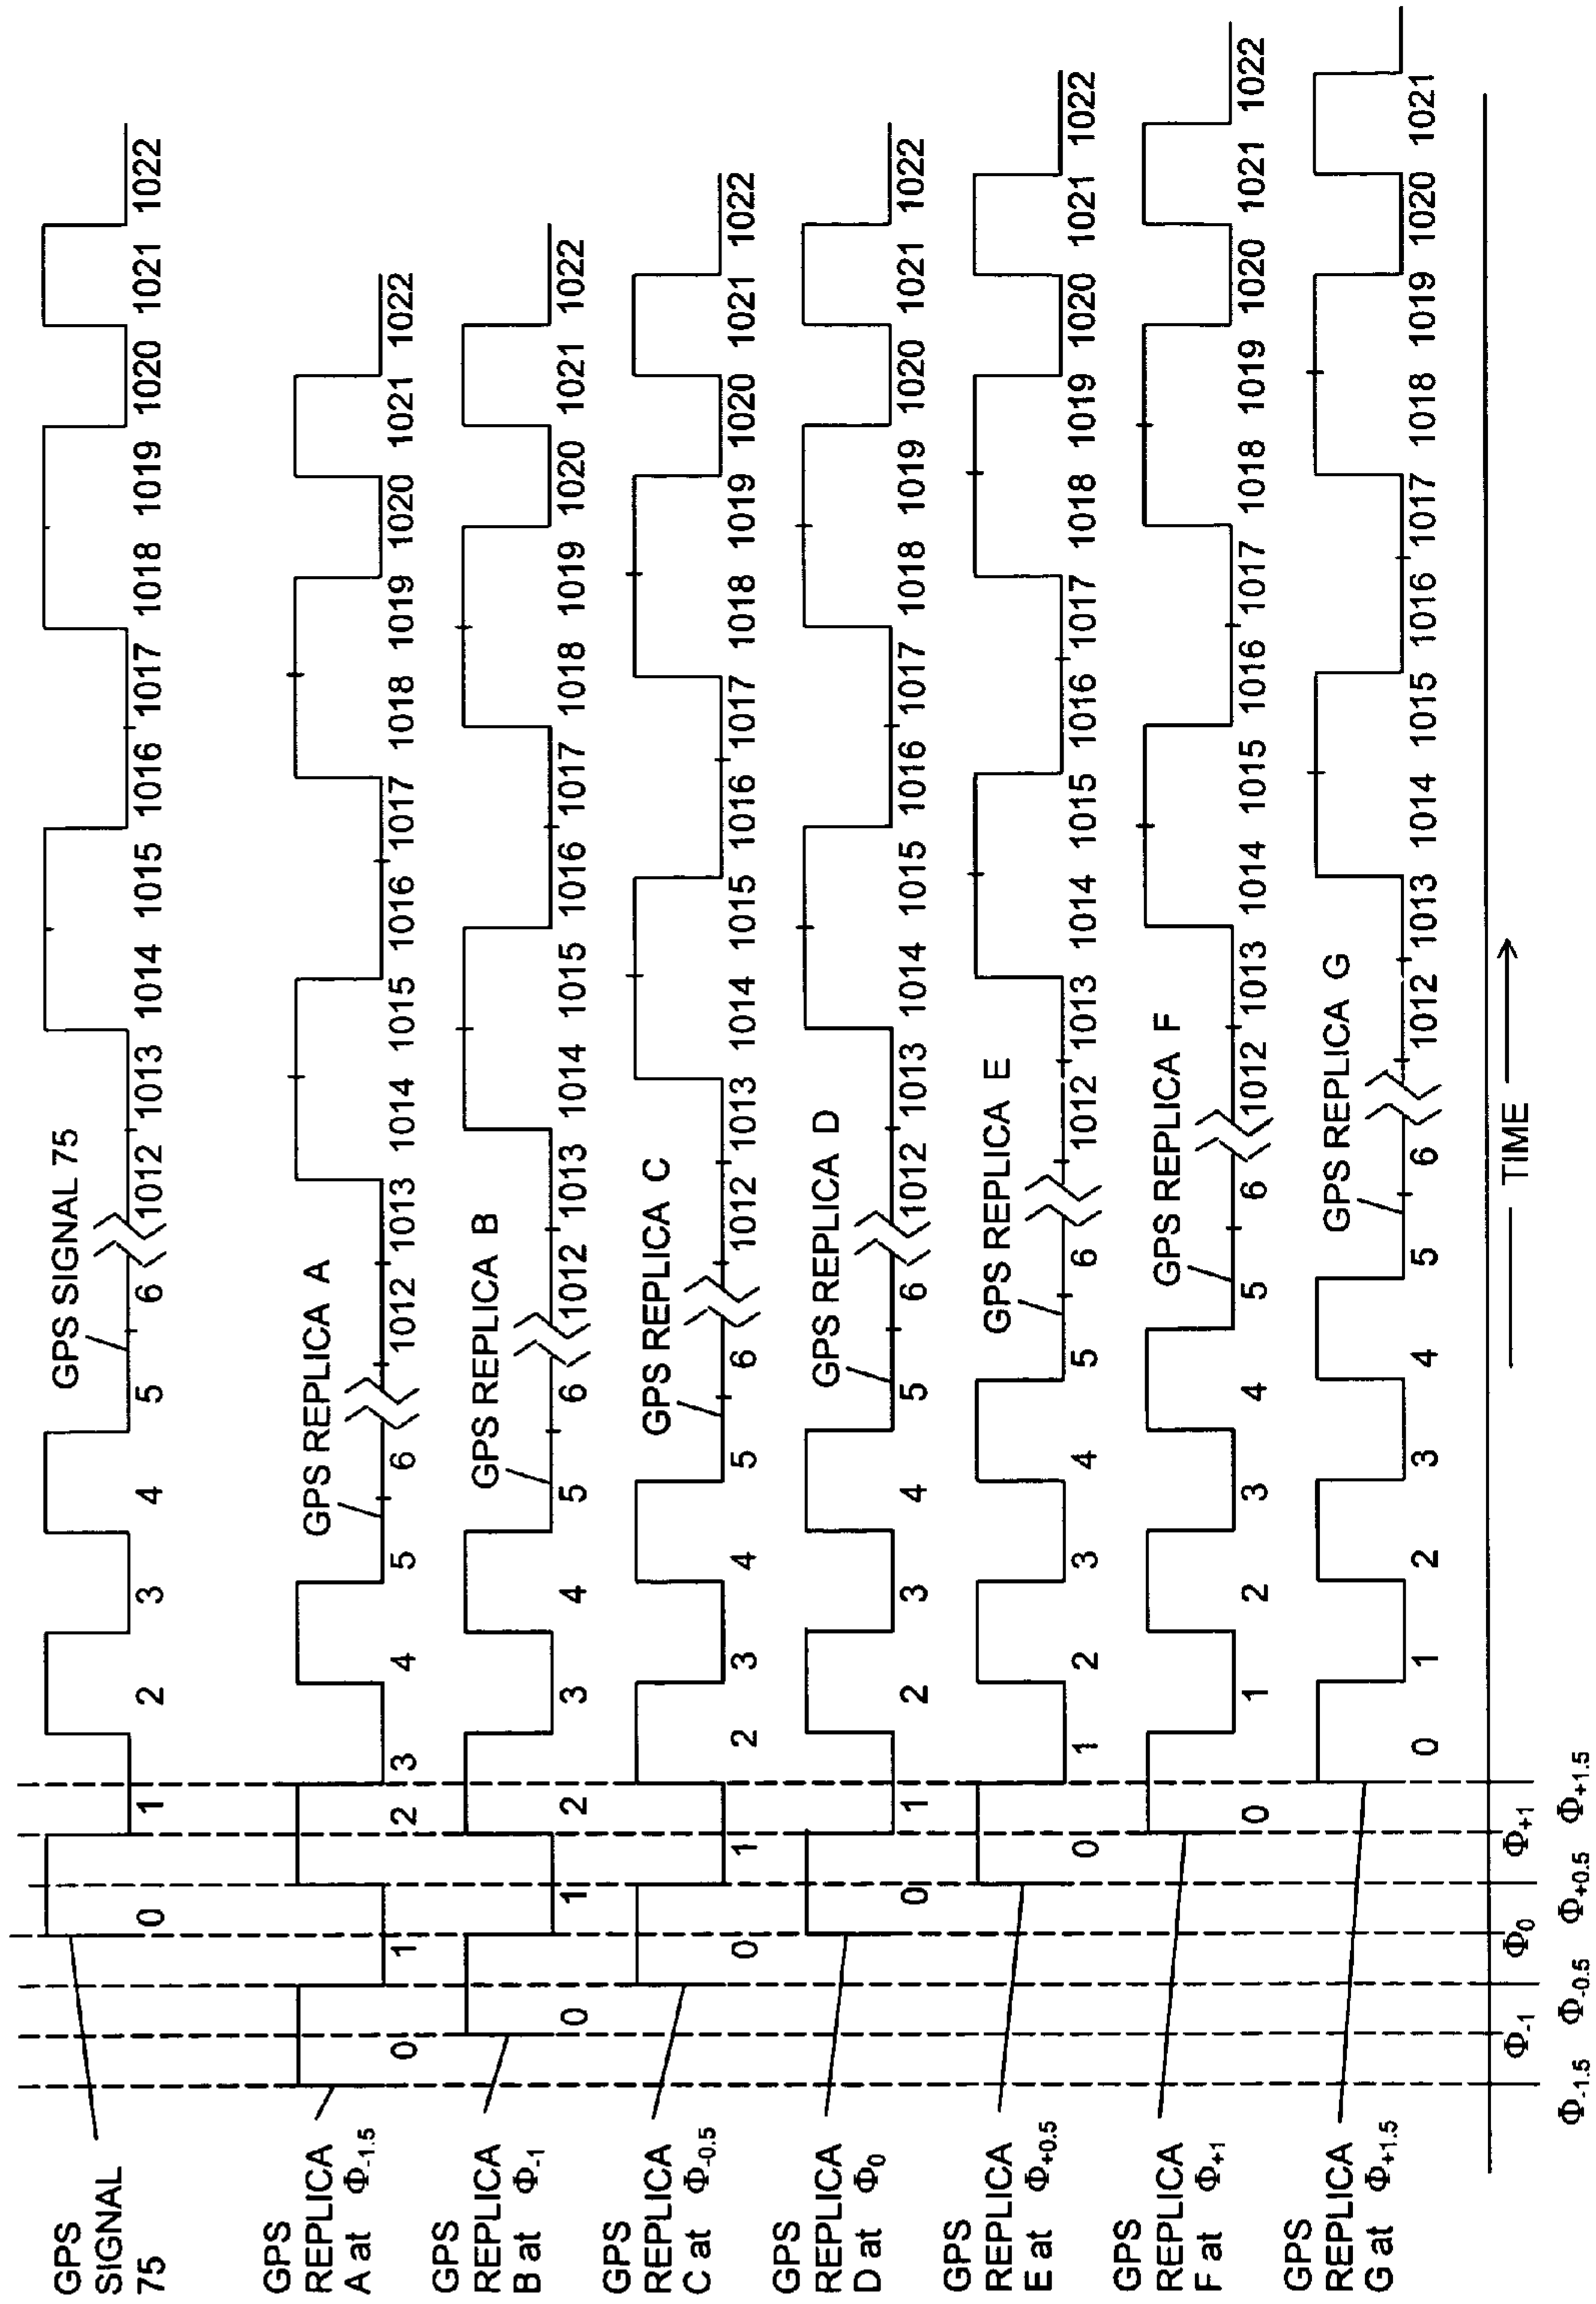 GPS
SIGNAL
75
GPS SIGNAL 75
0 1 2 3 4 5 6 1012 1013 1014 1015 1016 1017 1018 1019 1020 1021 1022
GPS
REPLICA
A at Φ-1.5
GPS REPLICA A
0 1 2 3 4 5 6 1012 1013 1014 1015 1016 1017 1018 1019 1020 1021 1022
GPS
REPLICA
B at Φ-1
GPS REPLICA B
0 1 2 3 4 5 6 1012 1013 1014 1015 1016 1017 1018 1019 1020 1021 1022
GPS
REPLICA
C at Φ-0.5
GPS REPLICA C
0 1 2 3 4 5 6 1012 1013 1014 1015 1016 1017 1018 1019 1020 1021 1022
GPS
REPLICA
D at Φ0
GPS REPLICA D
0 1 2 3 4 5 6 1012 1013 1014 1015 1016 1017 1018 1019 1020 1021 1022
GPS
REPLICA
E at Φ+0.5
GPS REPLICA E
0 1 2 3 4 5 6 1012 1013 1014 1015 1016 1017 1018 1019 1020 1021 1022
GPS
REPLICA
F at Φ+1
GPS REPLICA F
0 1 2 3 4 5 6 1012 1013 1014 1015 1016 1017 1018 1019 1020 1021 1022
GPS
REPLICA
G at Φ+1.5
GPS REPLICA G
0 1 2 3 4 5 6 1012 1013 1014 1015 1016 1017 1018 1019 1020 1021
TIME
Φ-1 Φ0 Φ+1
Φ-1.5 Φ-0.5 Φ+0.5 Φ+1.5